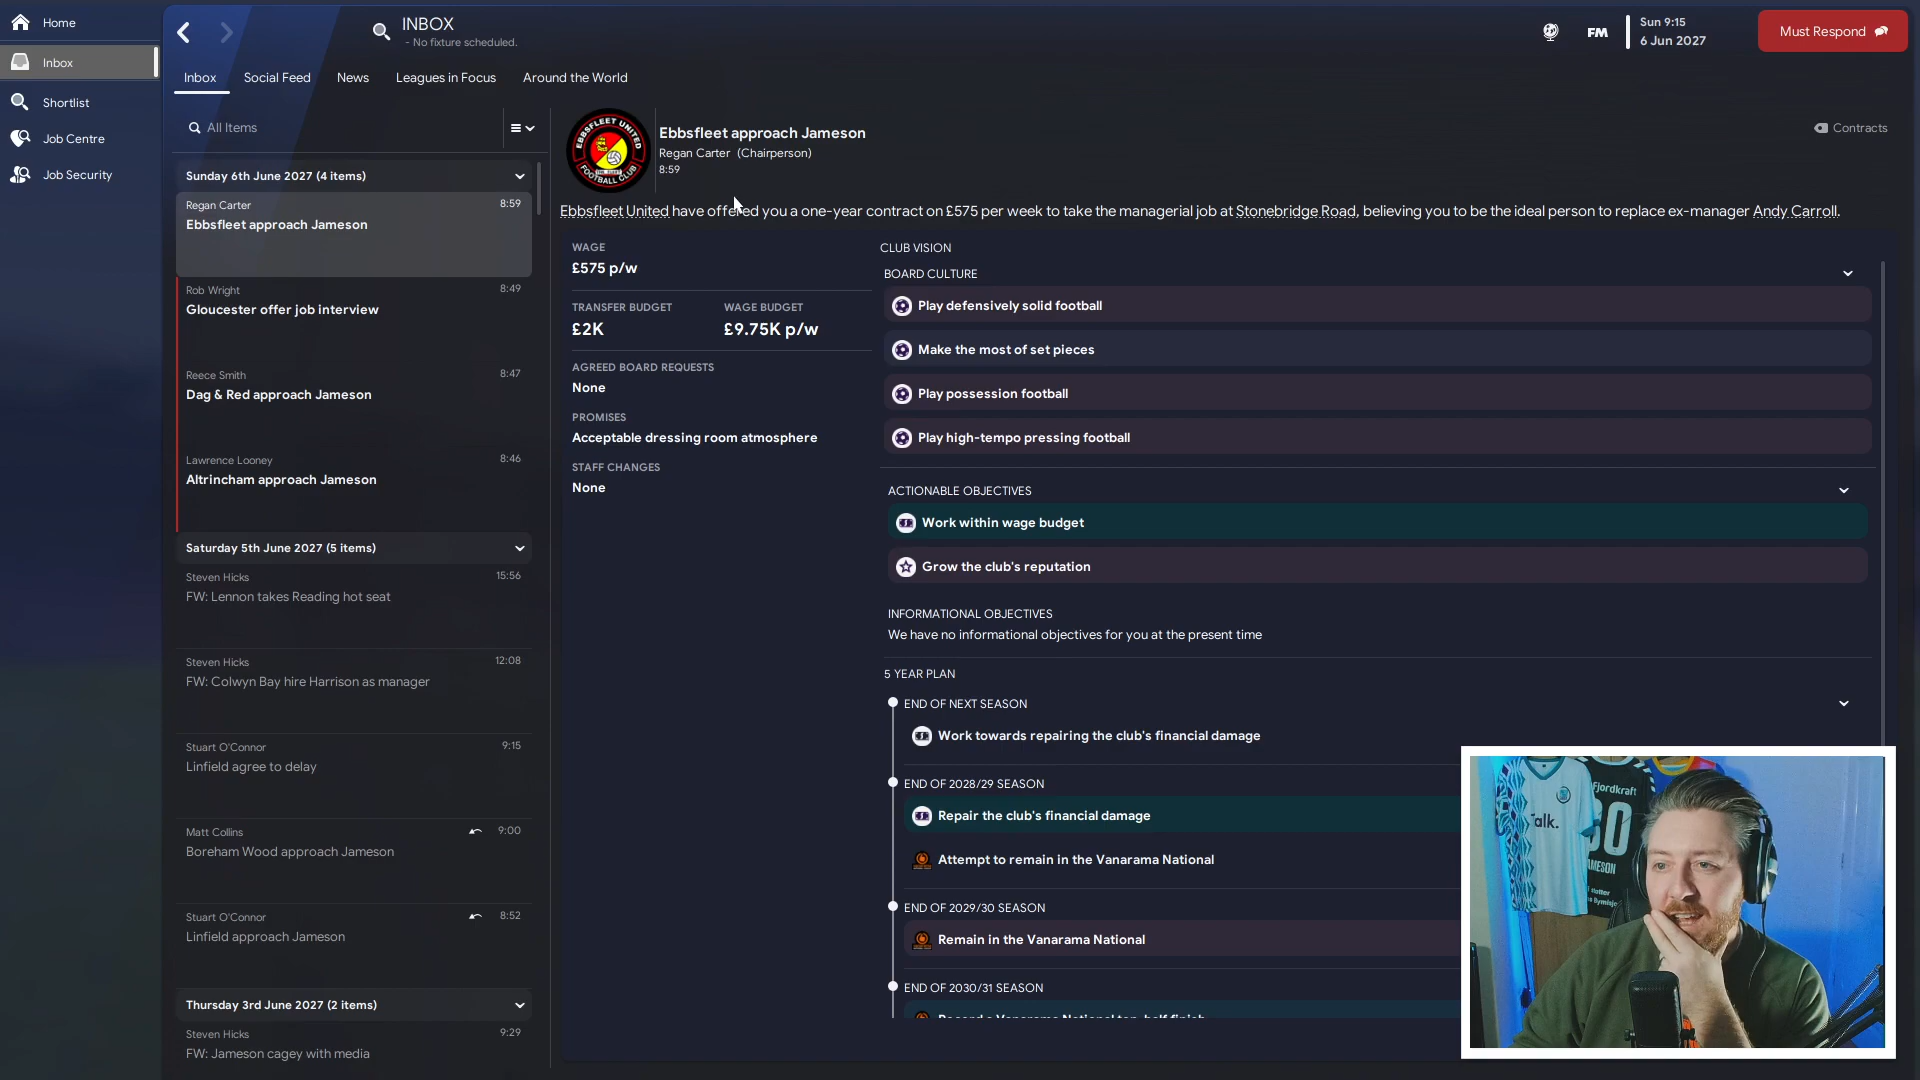 Home
Inbox
Shortlist
Job Centre
Job Security
INBOX
- No fixture scheduled.
FM
Sun 9:15
6 Jun 2027
Must Respond
Inbox
Social Feed
News
Leagues in Focus
Around the World
All Items
Sunday 6th June 2027 (4 items)
Regan Carter
8:59
Ebbsfleet approach Jameson
Rob Wright
8:49
Gloucester offer job interview
Reece Smith
8:47
Dag & Red approach Jameson
Lawrence Looney
8:46
Altrincham approach Jameson
Saturday 5th June 2027 (5 items)
Steven Hicks
15:56
FW: Lennon takes Reading hot seat
Steven Hicks
12:08
FW: Colwyn Bay hire Harrison as manager
Stuart O'Connor
9:15
Linfield agree to delay
Matt Collins
9:00
Boreham Wood approach Jameson
Stuart O'Connor
8:52
Linfield approach Jameson
Thursday 3rd June 2027 (2 items)
Steven Hicks
9:29
FW: Jameson cagey with media
EBBSFLEET UNITED
THE FLEET
FOOTBALL CLUB
Ebbsfleet approach Jameson
Regan Carter (Chairperson)
8:59
Contracts
Ebbsfleet United have offered you a one-year contract on £575 per week to take the managerial job at Stonebridge Road, believing you to be the ideal person to replace ex-manager Andy Carroll.
WAGE
£575 p/w
TRANSFER BUDGET
£2K
WAGE BUDGET
£9.75K p/w
AGREED BOARD REQUESTS
None
PROMISES
Acceptable dressing room atmosphere
STAFF CHANGES
None
CLUB VISION
BOARD CULTURE
Play defensively solid football
Make the most of set pieces
Play possession football
Play high-tempo pressing football
ACTIONABLE OBJECTIVES
Work within wage budget
Grow the club's reputation
INFORMATIONAL OBJECTIVES
We have no informational objectives for you at the present time
5 YEAR PLAN
END OF NEXT SEASON
Work towards repairing the club's financial damage
END OF 2028/29 SEASON
Repair the club's financial damage
Attempt to remain in the Vanarama National
END OF 2029/30 SEASON
Remain in the Vanarama National
END OF 2030/31 SEASON
Record a Vanarama National top-half finish
Talk.
Fjordkraft
JAMESON